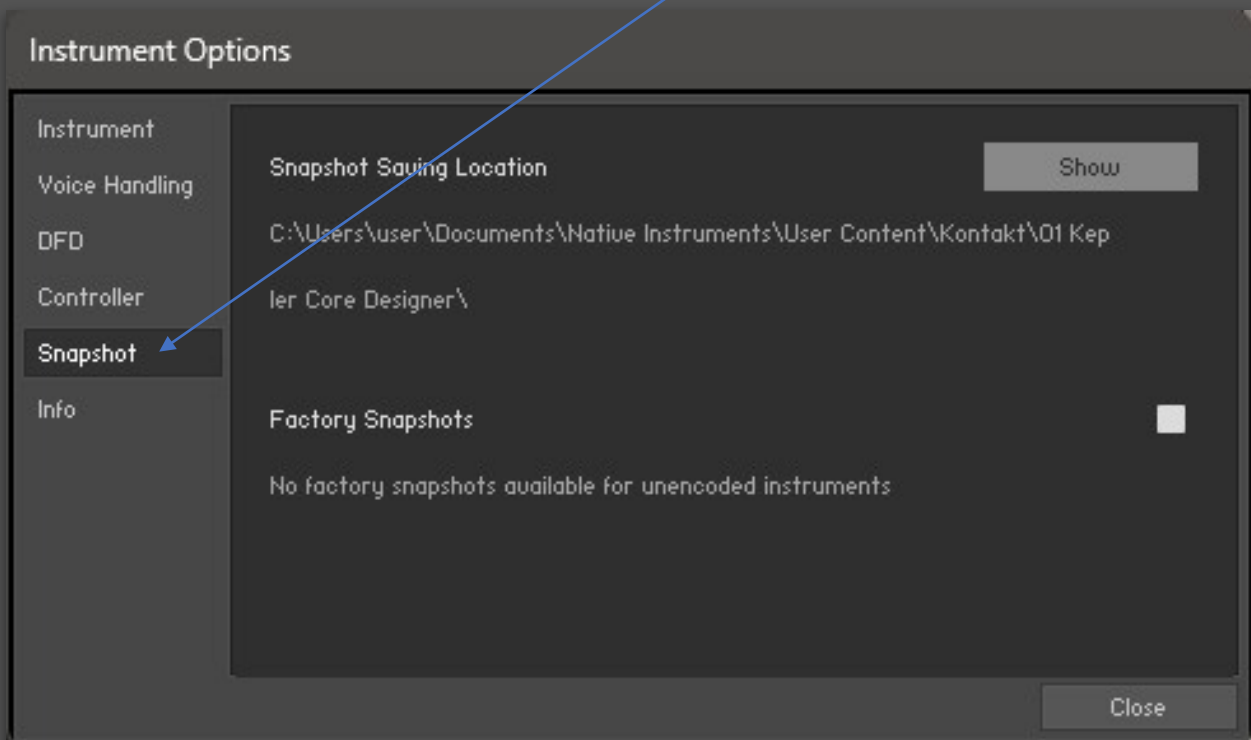 Instrument Options
Instrument
Voice Handling
DFD
Controller
Snapshot
Info
Snapshot Saving Location
Show
C:\Users\user\Documents\Native Instruments\User Content\Kontakt\01 Kep
ler Core Designer\
Factory Snapshots
No factory snapshots available for unencoded instruments
Close